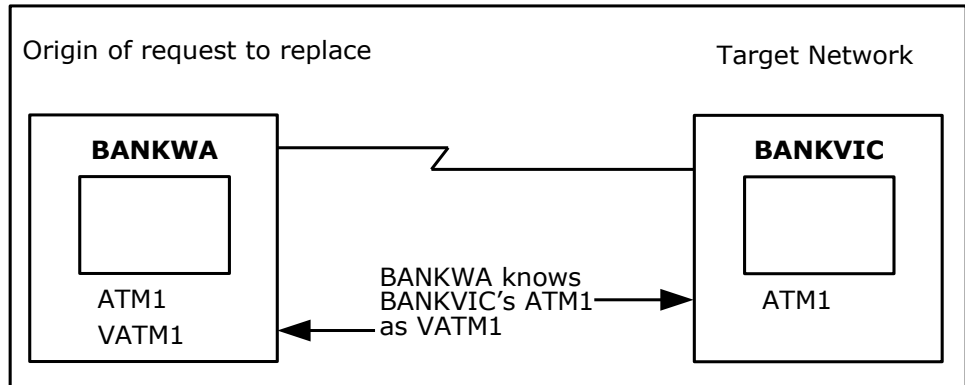 Origin of request to replace
Target Network
BANKWA
BANKVIC
BANKWA knows
BANKVIC’s ATM1
as VATM1
ATM1
VATM1
ATM1